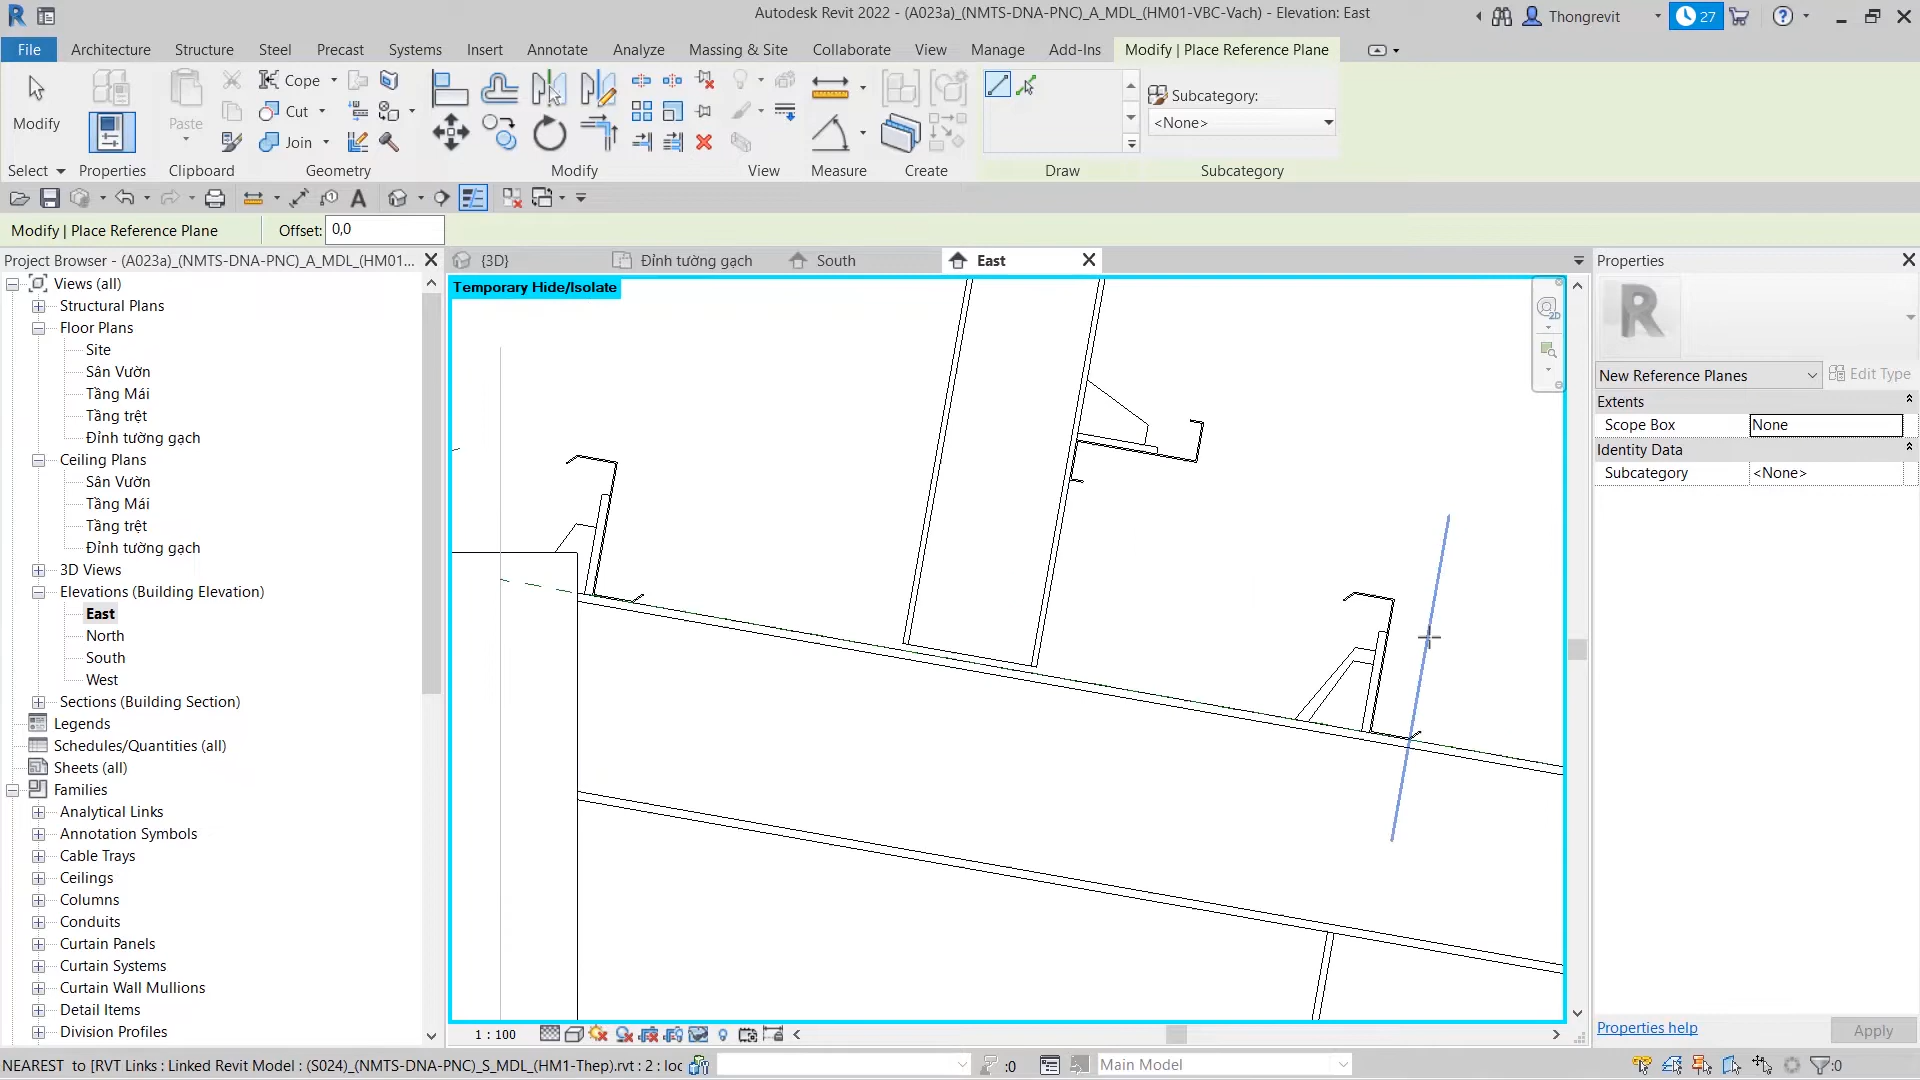 Autodesk Revit 2022 - (A023a)_(NMTS-DNA-PNC)_A_MDL_(HM01-VBC-Vach) - Elevation: East
Thongrevit
27
File
Architecture
Structure
Steel
Precast
Systems
Insert
Annotate
Analyze
Massing & Site
Collaborate
View
Manage
Add-Ins
Modify | Place Reference Plane
Modify
Paste
Cope
Cut
Join
Subcategory:
<None>
Select
Properties
Clipboard
Geometry
Modify
View
Measure
Create
Draw
Subcategory
Modify | Place Reference Plane
Offset:
0,0
Project Browser - (A023a)_(NMTS-DNA-PNC)_A_MDL_(HM01...
{3D}
Đỉnh tường gạch
South
East
Properties
Views (all)
Structural Plans
Floor Plans
Site
Sân Vườn
Tầng Mái
Tầng trệt
Đỉnh tường gạch
Ceiling Plans
Sân Vườn
Tầng Mái
Tầng trệt
Đỉnh tường gạch
3D Views
Elevations (Building Elevation)
East
North
South
West
Sections (Building Section)
Legends
Schedules/Quantities (all)
Sheets (all)
Families
Analytical Links
Annotation Symbols
Cable Trays
Ceilings
Columns
Conduits
Curtain Panels
Curtain Systems
Curtain Wall Mullions
Detail Items
Division Profiles
Temporary Hide/Isolate
2D
New Reference Planes
Edit Type
Extents
Scope Box
None
Identity Data
Subcategory
<None>
Properties help
Apply
1 : 100
NEAREST to [RVT Links : Linked Revit Model : (S024)_(NMTS-DNA-PNC)_S_MDL_(HM1-Thep).rvt : 2 : loc
:0
Main Model
:0